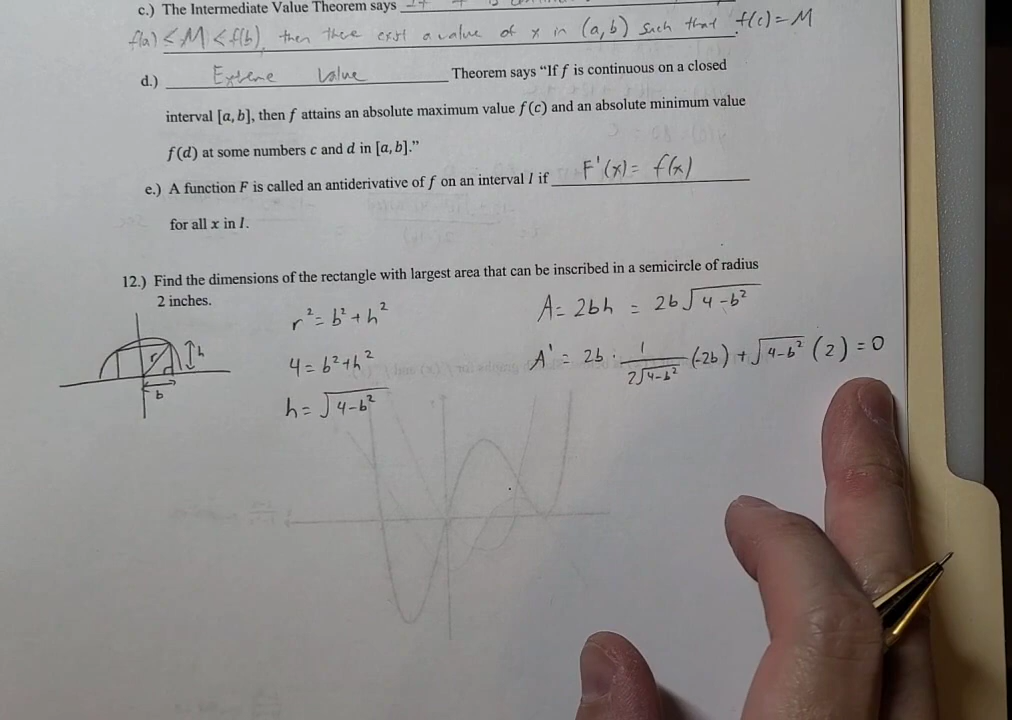 c.) The Intermediate Value Theorem says
f(a) < M < f(b), then there exist a value of x in (a,b) such that f(c) = M
d.) Extreme Value Theorem says “If f is continuous on a closed
interval [a, b], then f attains an absolute maximum value f(c) and an absolute minimum value
f(d) at some numbers c and d in [a, b].”
e.) A function F is called an antiderivative of f on an interval I if F'(x) = f(x)
for all x in I.
12.) Find the dimensions of the rectangle with largest area that can be inscribed in a semicircle of radius
2 inches.
r² = b² + h²
4 = b² + h²
h = √(4-b²)
r
h
b
A = 2bh = 2b√(4-b²)
A' = 2b · 1/(2√(4-b²)) (-2b) + √(4-b²) (2) = 0